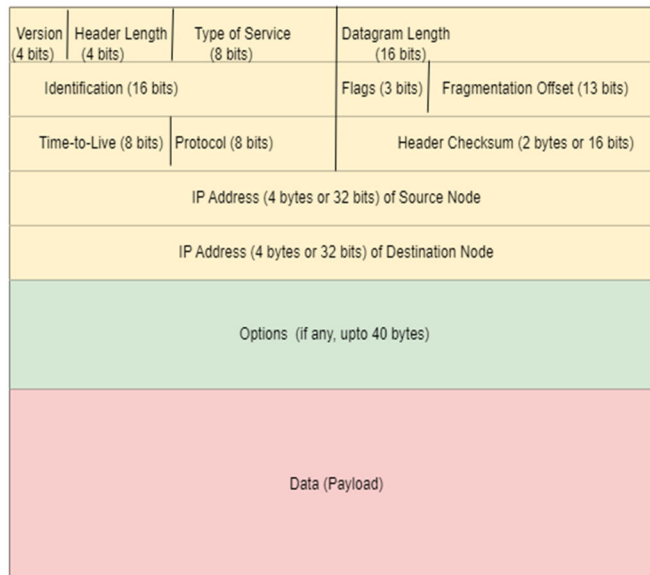 Version Header Length Type of Service Datagram Length
(4 bits) (4 bits) (8 bits) (16 bits)
Identification (16 bits) Flags (3 bits) Fragmentation Offset (13 bits)
Time-to-Live (8 bits) Protocol (8 bits) Header Checksum (2 bytes or 16 bits)
IP Address (4 bytes or 32 bits) of Source Node
IP Address (4 bytes or 32 bits) of Destination Node
Options (if any, upto 40 bytes)
Data (Payload)